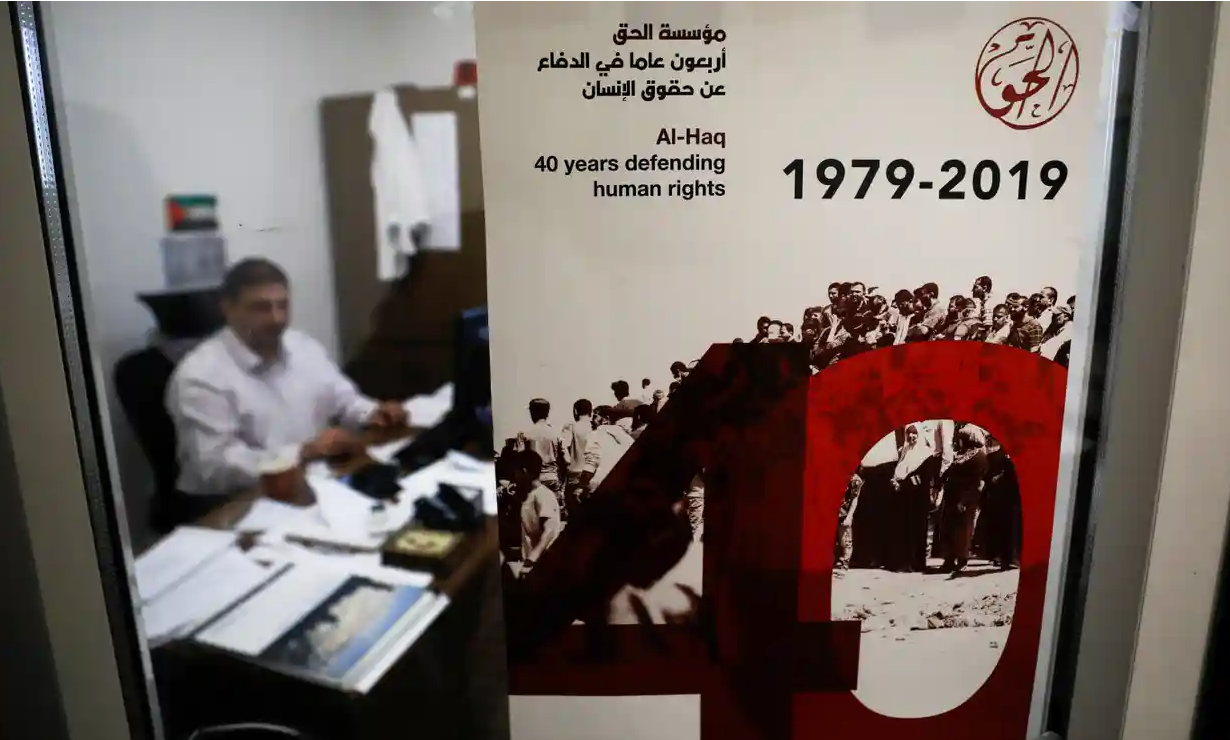 مؤسسة الحق
أربعون عاما في الدفاع
عن حقوق الإنسان
الحق
Al-Haq
40 years defending
human rights
1979-2019
40